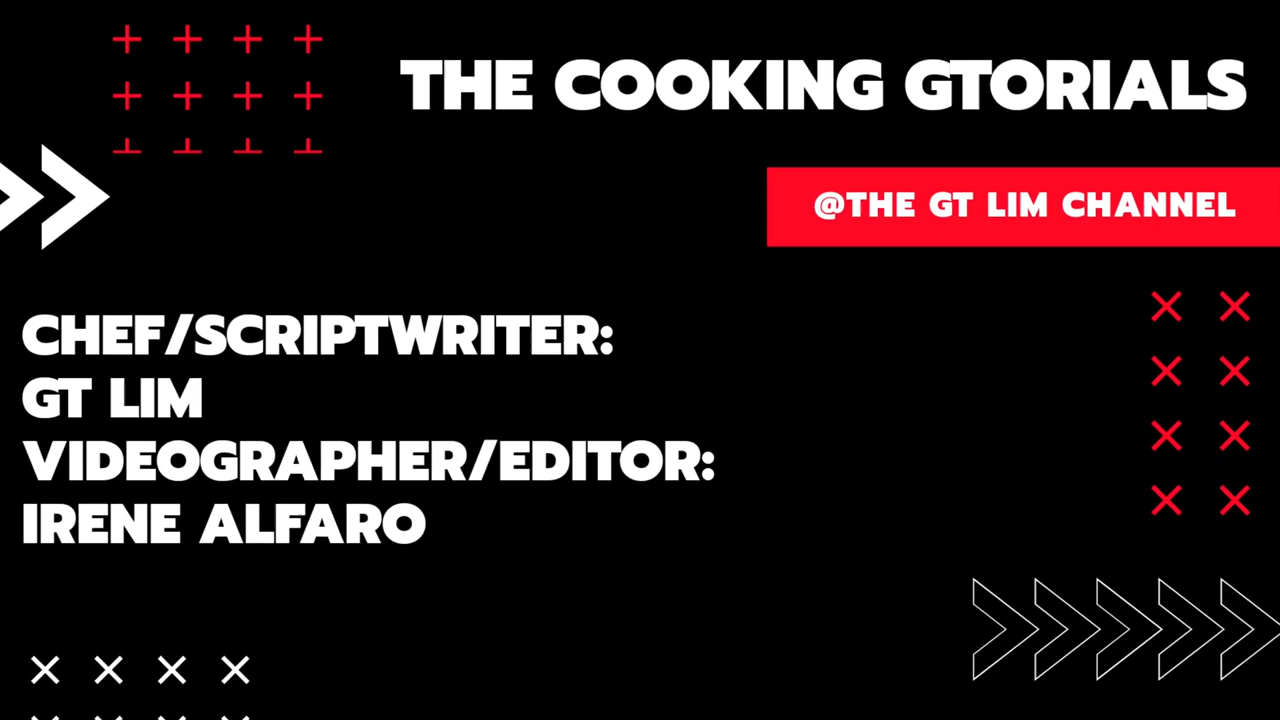 THE COOKING GTORIALS
@THE GT LIM CHANNEL
CHEF/SCRIPTWRITER:
GT LIM
VIDEOGRAPHER/EDITOR:
IRENE ALFARO